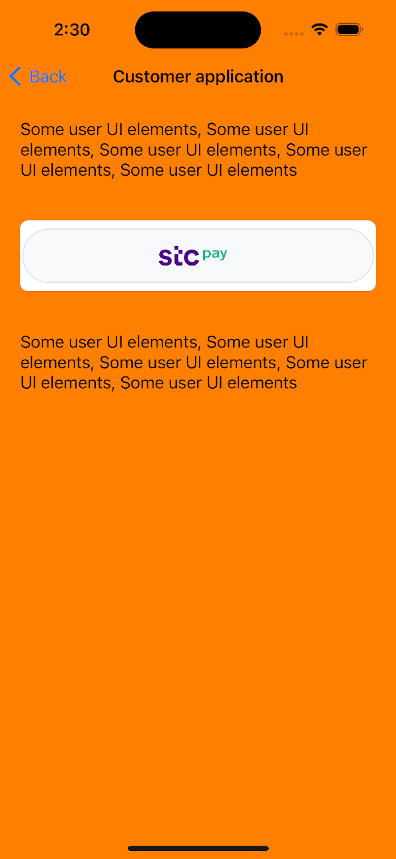 2:30
Back
Customer application
Some user UI elements, Some user UI
elements, Some user UI elements, Some user
UI elements, Some user UI elements
stc pay
Some user UI elements, Some user UI
elements, Some user UI elements, Some user
UI elements, Some user UI elements